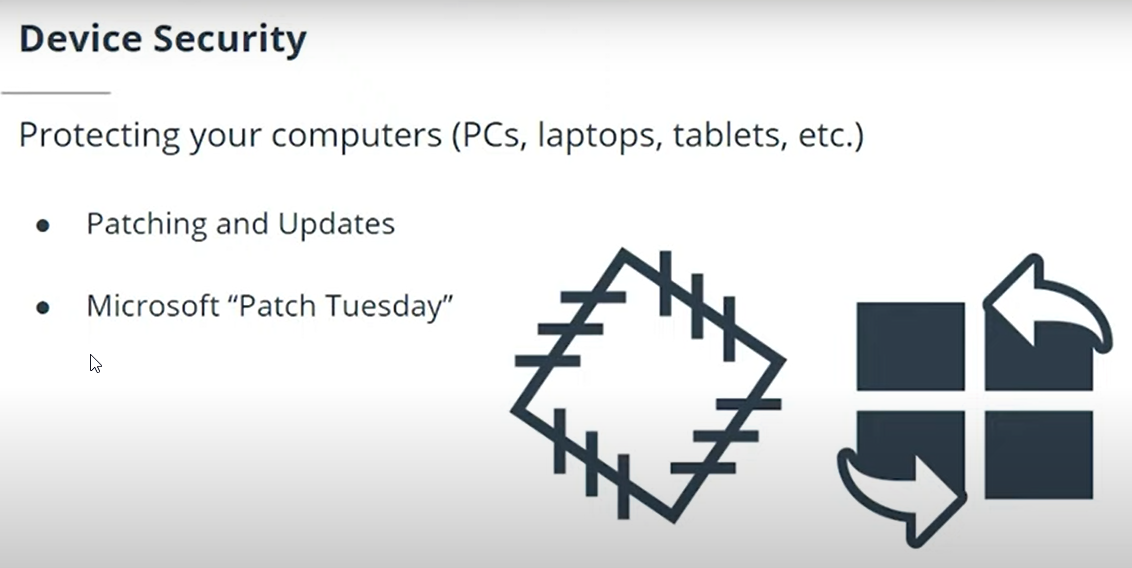 Device Security
Protecting your computers (PCs, laptops, tablets, etc.)
● Patching and Updates
● Microsoft “Patch Tuesday”